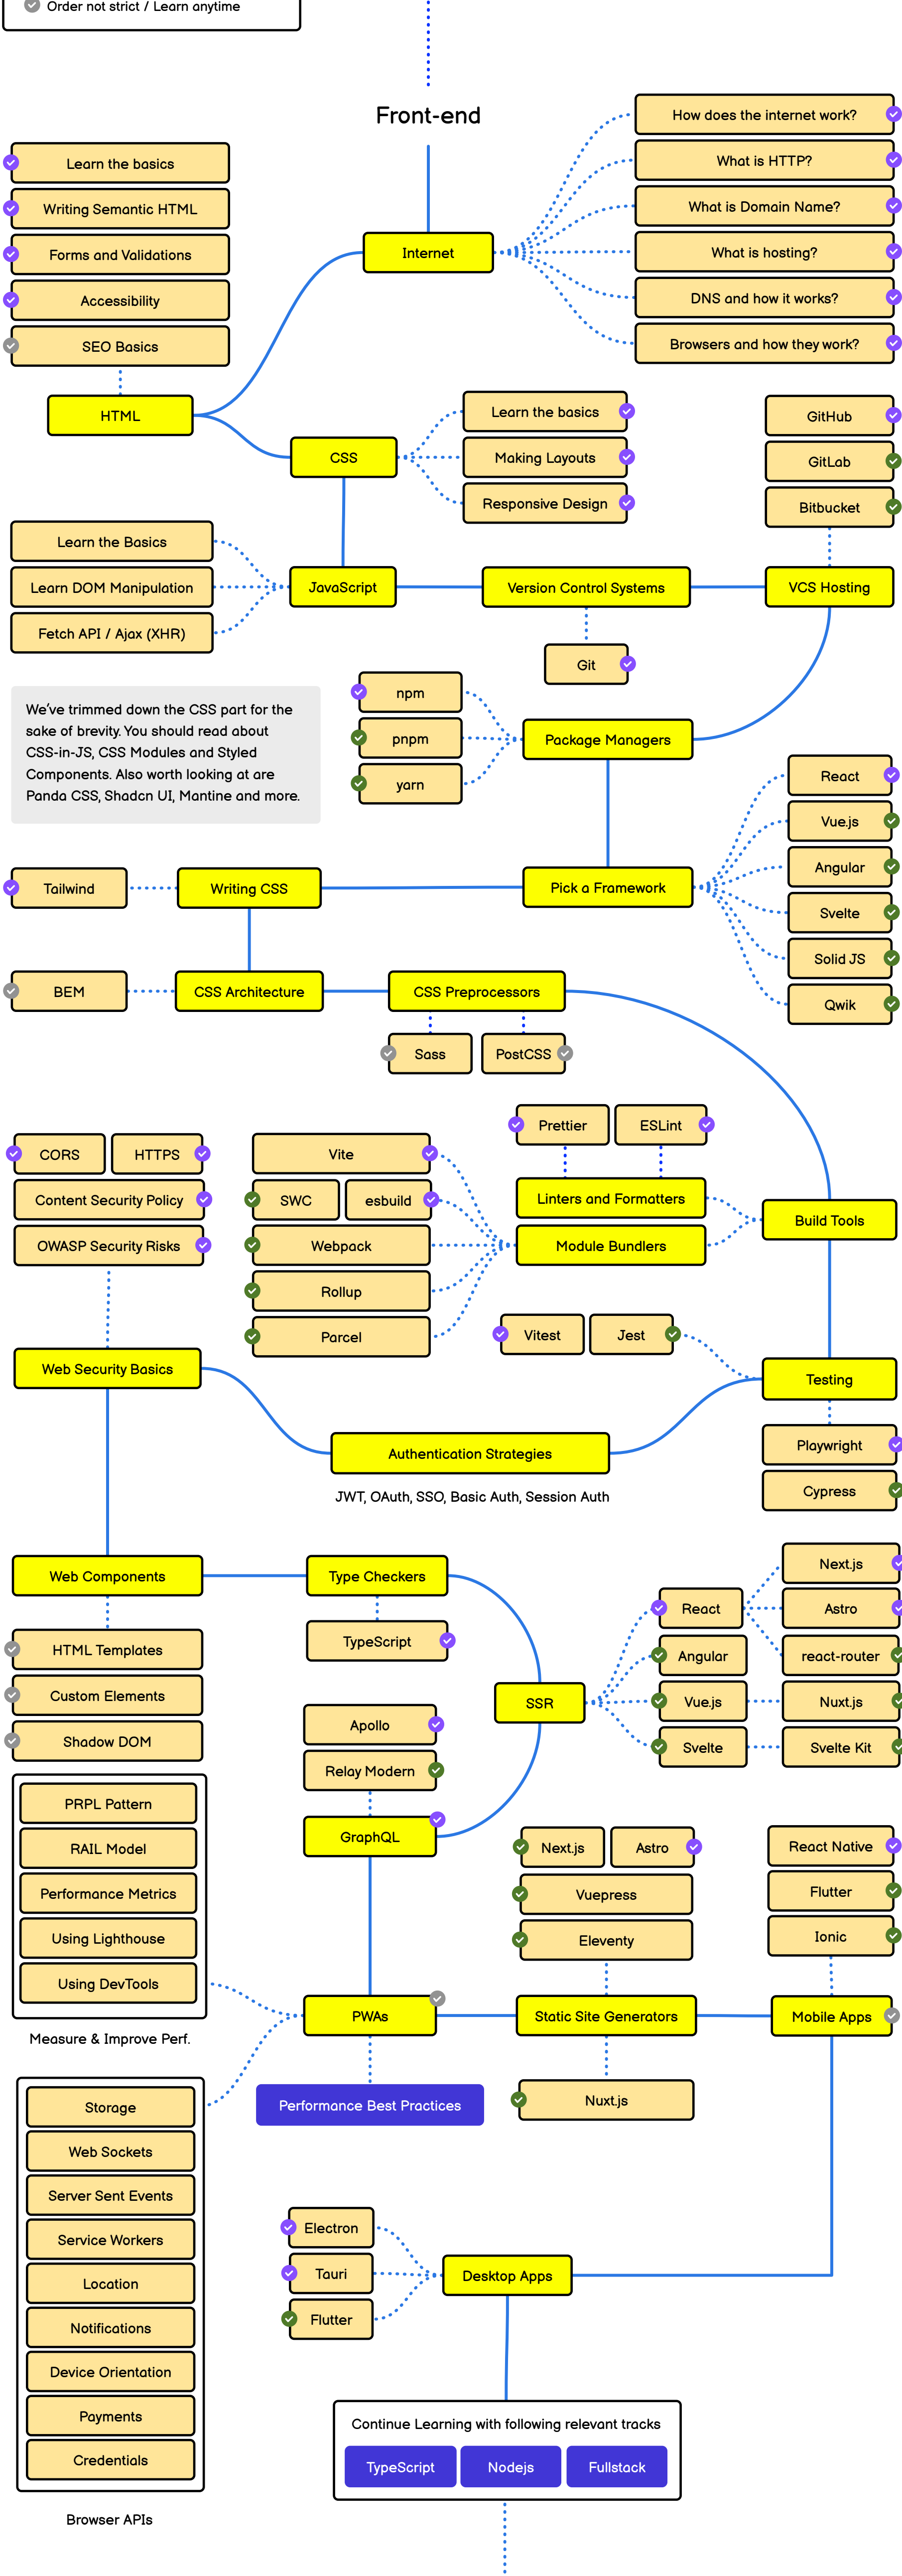 Order not strict / Learn anytime
Front-end
How does the internet work?
What is HTTP?
What is Domain Name?
What is hosting?
DNS and how it works?
Browsers and how they work?
Internet
Learn the basics
Writing Semantic HTML
Forms and Validations
Accessibility
SEO Basics
HTML
CSS
Learn the basics
Making Layouts
Responsive Design
GitHub
GitLab
Bitbucket
Learn the Basics
Learn DOM Manipulation
Fetch API / Ajax (XHR)
JavaScript
Version Control Systems
VCS Hosting
Git
We've trimmed down the CSS part for the
sake of brevity. You should read about
CSS-in-JS, CSS Modules and Styled
Components. Also worth looking at are
Panda CSS, Shadcn UI, Mantine and more.
npm
pnpm
yarn
Package Managers
React
Vue.js
Angular
Svelte
Solid JS
Qwik
Tailwind
Writing CSS
Pick a Framework
BEM
CSS Architecture
CSS Preprocessors
Sass
PostCSS
Prettier
ESLint
Linters and Formatters
Module Bundlers
Build Tools
CORS
HTTPS
Content Security Policy
OWASP Security Risks
Vite
SWC
esbuild
Webpack
Rollup
Parcel
Vitest
Jest
Web Security Basics
Testing
Authentication Strategies
JWT, OAuth, SSO, Basic Auth, Session Auth
Playwright
Cypress
Web Components
Type Checkers
TypeScript
HTML Templates
Custom Elements
Shadow DOM
SSR
React
Angular
Vue.js
Svelte
Next.js
Astro
react-router
Nuxt.js
Svelte Kit
Apollo
Relay Modern
GraphQL
PRPL Pattern
RAIL Model
Performance Metrics
Using Lighthouse
Using DevTools
Measure & Improve Perf.
Next.js
Astro
Vuepress
Eleventy
React Native
Flutter
Ionic
PWAs
Static Site Generators
Mobile Apps
Performance Best Practices
Nuxt.js
Storage
Web Sockets
Server Sent Events
Service Workers
Location
Notifications
Device Orientation
Payments
Credentials
Browser APIs
Electron
Tauri
Flutter
Desktop Apps
Continue Learning with following relevant tracks
TypeScript
Nodejs
Fullstack